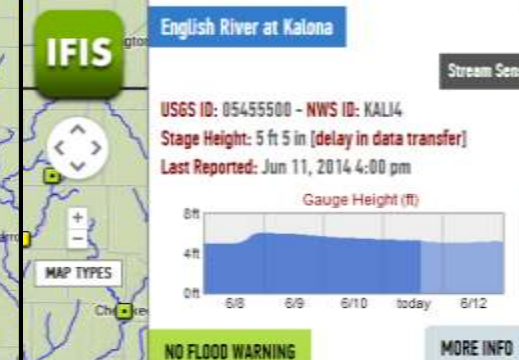 IFIS
English River at Kalona
Stream Sen
USGS ID: 05455500 - NWS ID: KALI4
Stage Height: 5 ft 5 in [delay in data transfer]
Last Reported: Jun 11, 2014 4:00 pm
Gauge Height (ft)
8ft
4ft
0ft
6/8 6/9 6/10 today 6/12
+
-
MAP TYPES
NO FLOOD WARNING
MORE INFO